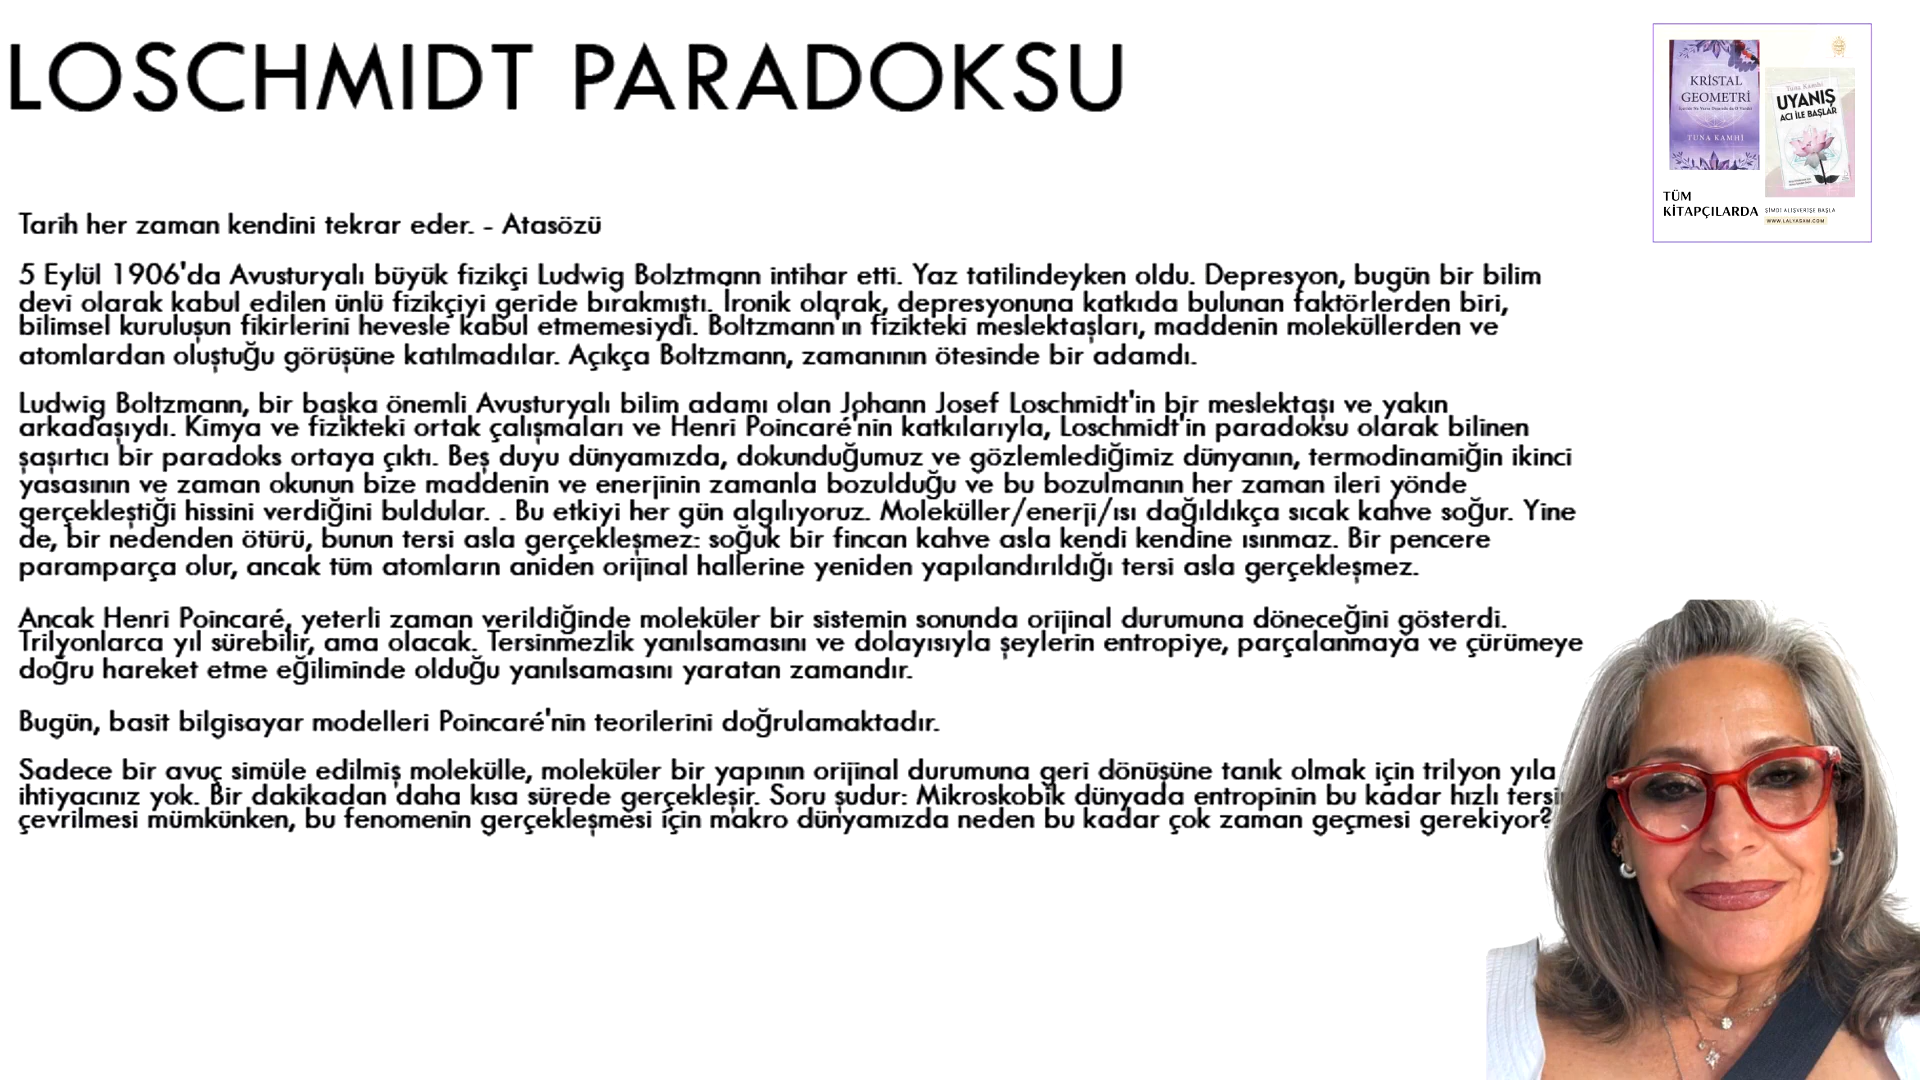 LOSCHMIDT PARADOKSU
KRİSTAL
GEOMETRİ
TUNA KAMHİ
Tuna Kamhi
UYANIŞ
ACI İLE BAŞLAR
TÜM
KİTAPÇILARDA
ŞİMDİ ALIŞVERİŞE BAŞLA
WWW.LALYASAM.COM
Tarih her zaman kendini tekrar eder. - Atasözü
5 Eylül 1906'da Avusturyalı büyük fizikçi Ludwig Bolztmann intihar etti. Yaz tatilindeyken oldu. Depresyon, bugün bir bilim
devi olarak kabul edilen ünlü fizikçiyi geride bırakmıştı. İronik olarak, depresyonuna katkıda bulunan faktörlerden biri,
bilimsel kuruluşun fikirlerini hevesle kabul etmemesiydi. Boltzmann'ın fizikteki meslektaşları, maddenin moleküllerden ve
atomlardan oluştuğu görüşüne katılmadılar. Açıkça Boltzmann, zamanının ötesinde bir adamdı.
Ludwig Boltzmann, bir başka önemli Avusturyalı bilim adamı olan Johann Josef Loschmidt'in bir meslektaşı ve yakın
arkadaşıydı. Kimya ve fizikteki ortak çalışmaları ve Henri Poincaré'nin katkılarıyla, Loschmidt'in paradoksu olarak bilinen
şaşırtıcı bir paradoks ortaya çıktı. Beş duyu dünyamızda, dokunduğumuz ve gözlemlediğimiz dünyanın, termodinamiğin ikinci
yasasının ve zaman okunun bize maddenin ve enerjinin zamanla bozulduğu ve bu bozulmanın her zaman ileri yönde
gerçekleştiği hissini verdiğini buldular. . Bu etkiyi her gün algılıyoruz. Moleküller/enerji/ısı dağıldıkça sıcak kahve soğur. Yine
de, bir nedenden ötürü, bunun tersi asla gerçekleşmez: soğuk bir fincan kahve asla kendi kendine ısınmaz. Bir pencere
paramparça olur, ancak tüm atomların aniden orijinal hallerine yeniden yapılandırıldığı tersi asla gerçekleşmez.
Ancak Henri Poincaré, yeterli zaman verildiğinde moleküler bir sistemin sonunda orijinal durumuna döneceğini gösterdi.
Trilyonlarca yıl sürebilir, ama olacak. Tersinmezlik yanılsamasını ve dolayısıyla şeylerin entropiye, parçalanmaya ve çürümeye
doğru hareket etme eğiliminde olduğu yanılsamasını yaratan zamandır.
Bugün, basit bilgisayar modelleri Poincaré'nin teorilerini doğrulamaktadır.
Sadece bir avuç simüle edilmiş molekülle, moleküler bir yapının orijinal durumuna geri dönüşüne tanık olmak için trilyon yıla
ihtiyacınız yok. Bir dakikadan daha kısa sürede gerçekleşir. Soru şudur: Mikroskobik dünyada entropinin bu kadar hızlı tersi
çevrilmesi mümkünken, bu fenomenin gerçekleşmesi için makro dünyamızda neden bu kadar çok zaman geçmesi gerekiyor?